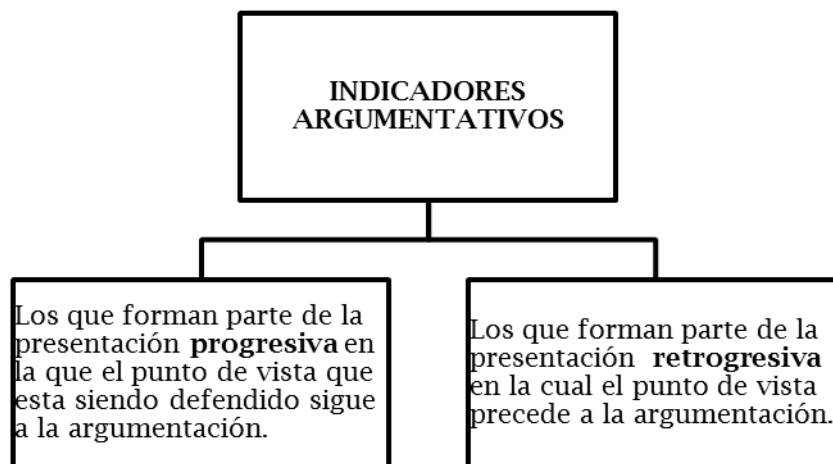 INDICADORES
ARGUMENTATIVOS
Los que forman parte de la
presentación progresiva en
la que el punto de vista que
esta siendo defendido sigue
a la argumentación.
Los que forman parte de la
presentación retrogresiva
en la cual el punto de vista
precede a la argumentación.